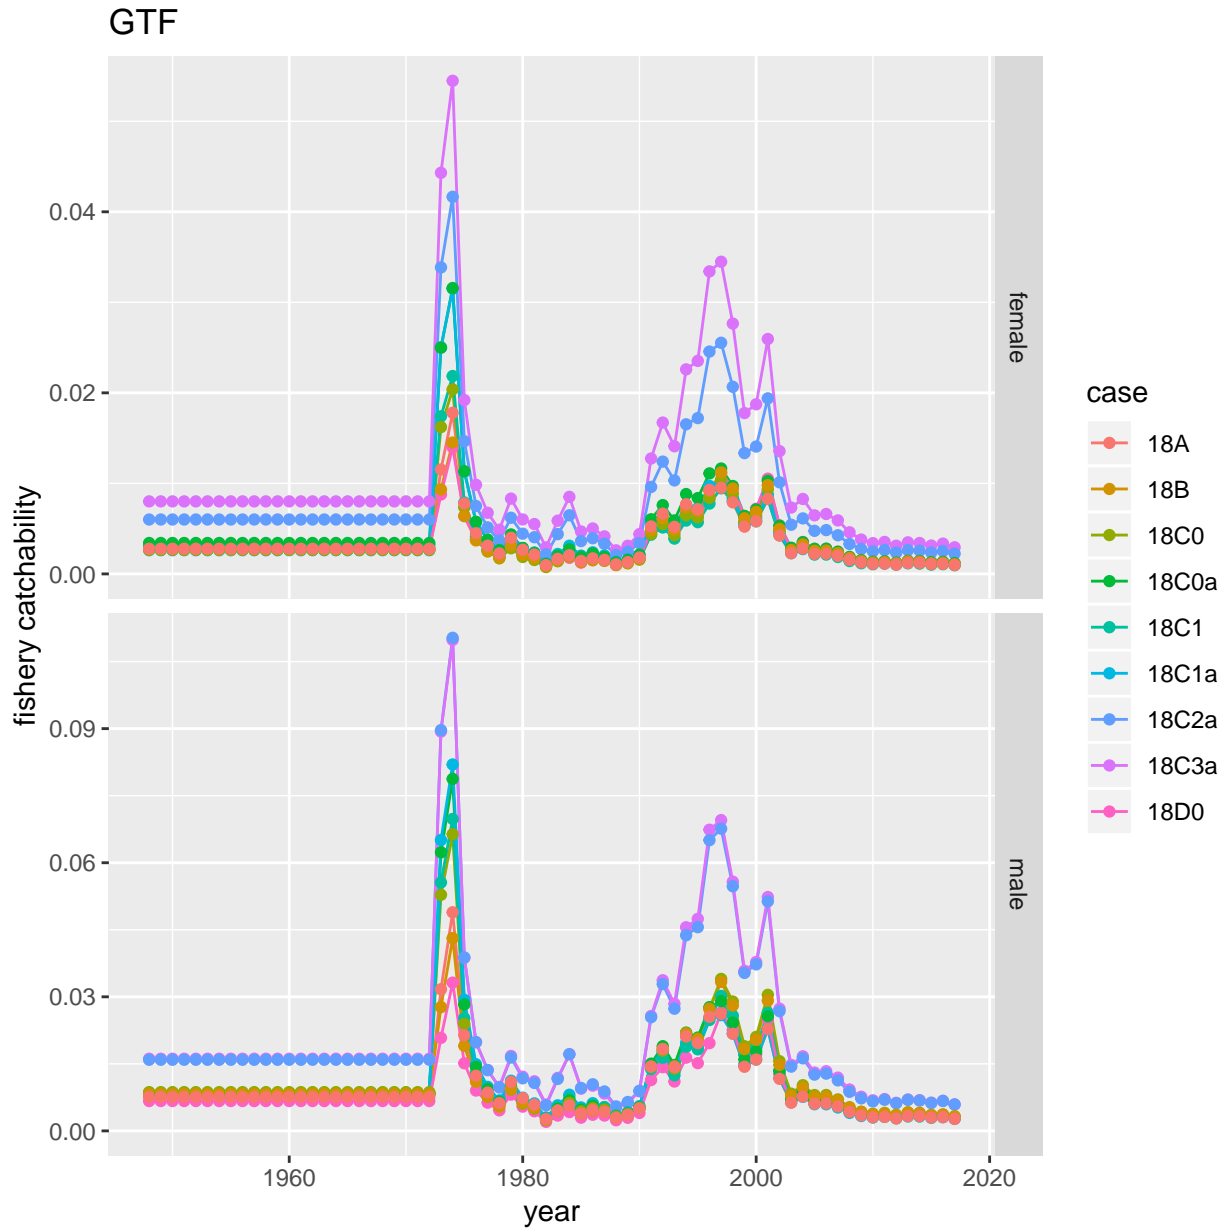 GTF
fishery catchability
0.04
0.02
0.00
female
0.09
0.06
0.03
0.00
male
1960
1980
2000
2020
year
case
18A
18B
18C0
18C0a
18C1
18C1a
18C2a
18C3a
18D0